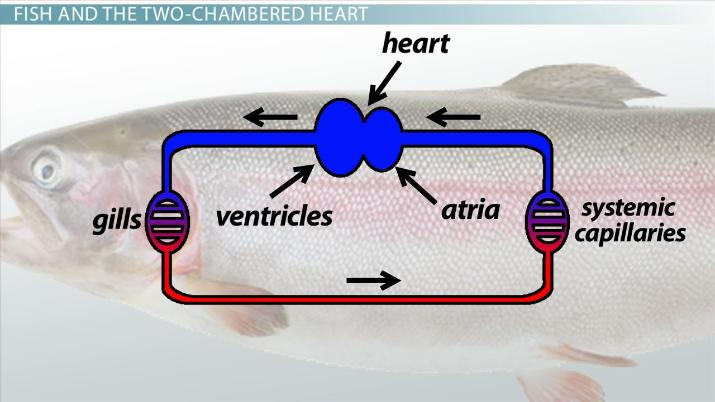 FISH AND THE TWO-CHAMBERED HEART
heart
gills
ventricles
atria
systemic
capillaries